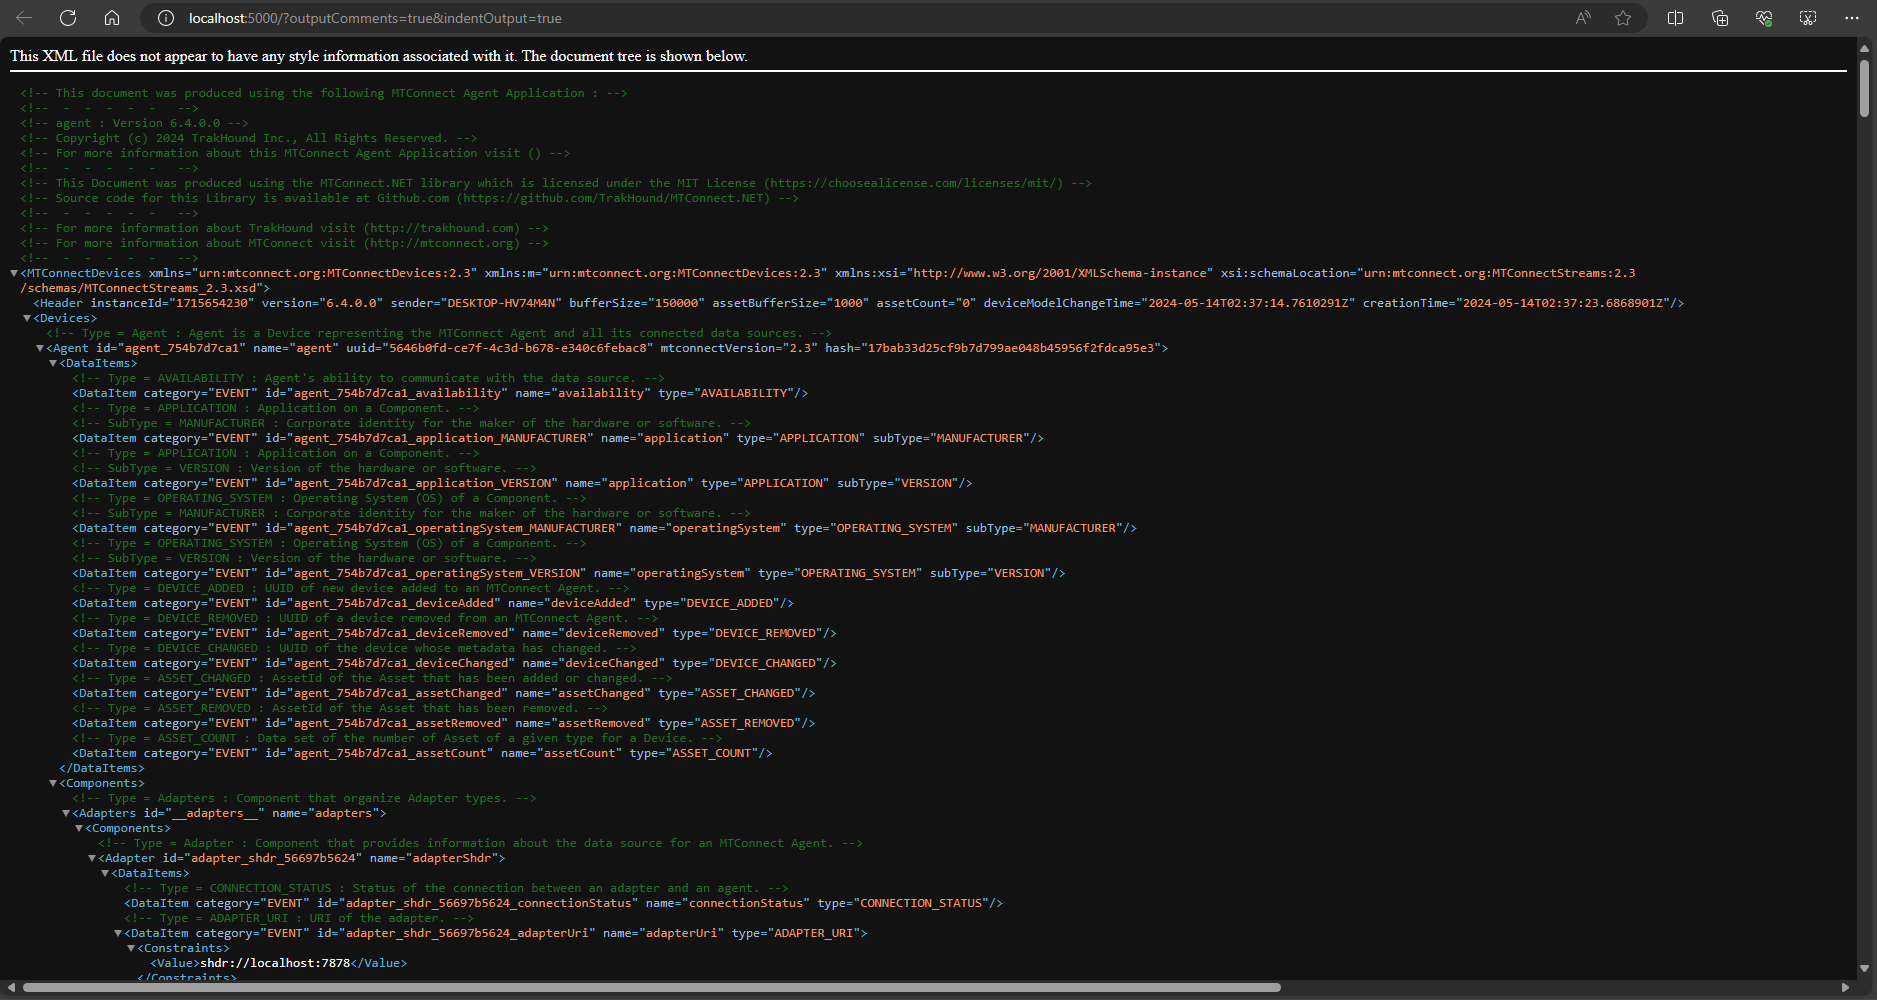 localhost:5000/?outputComments=true&indentOutput=true
This XML file does not appear to have any style information associated with it. The document tree is shown below.
<!-- This document was produced using the following MTConnect Agent Application : -->
<!-- - - - - - -->
<!-- agent : Version 6.4.0.0 -->
<!-- Copyright (c) 2024 TrakHound Inc., All Rights Reserved. -->
<!-- For more information about this MTConnect Agent Application visit () -->
<!-- - - - - - -->
<!-- This Document was produced using the MTConnect.NET library which is licensed under the MIT License (https://choosealicense.com/licenses/mit/) -->
<!-- Source code for this Library is available at Github.com (https://github.com/TrakHound/MTConnect.NET) -->
<!-- - - - - - -->
<!-- For more information about TrakHound visit (http://trakhound.com) -->
<!-- For more information about MTConnect visit (http://mtconnect.org) -->
<!-- - - - - - -->
<MTConnectDevices xmlns="urn:mtconnect.org:MTConnectDevices:2.3" xmlns:m="urn:mtconnect.org:MTConnectDevices:2.3" xmlns:xsi="http://www.w3.org/2001/XMLSchema-instance" xsi:schemaLocation="urn:mtconnect.org:MTConnectStreams:2.3
/schemas/MTConnectStreams_2.3.xsd">
<Header instanceId="1715654230" version="6.4.0.0" sender="DESKTOP-HV74M4N" bufferSize="150000" assetBufferSize="1000" assetCount="0" deviceModelChangeTime="2024-05-14T02:37:14.7610291Z" creationTime="2024-05-14T02:37:23.6868901Z"/>
<Devices>
<!-- Type = Agent : Agent is a Device representing the MTConnect Agent and all its connected data sources. -->
<Agent id="agent_754b7d7ca1" name="agent" uuid="5646b0fd-ce7f-4c3d-b678-e340c6febac8" mtconnectVersion="2.3" hash="17bab33d25cf9b7d799ae048b45956f2fdca95e3">
<DataItems>
<!-- Type = AVAILABILITY : Agent's ability to communicate with the data source. -->
<DataItem category="EVENT" id="agent_754b7d7ca1_availability" name="availability" type="AVAILABILITY"/>
<!-- Type = APPLICATION : Application on a Component. -->
<!-- SubType = MANUFACTURER : Corporate identity for the maker of the hardware or software. -->
<DataItem category="EVENT" id="agent_754b7d7ca1_application_MANUFACTURER" name="application" type="APPLICATION" subType="MANUFACTURER"/>
<!-- Type = APPLICATION : Application on a Component. -->
<!-- SubType = VERSION : Version of the hardware or software. -->
<DataItem category="EVENT" id="agent_754b7d7ca1_application_VERSION" name="application" type="APPLICATION" subType="VERSION"/>
<!-- Type = OPERATING_SYSTEM : Operating System (OS) of a Component. -->
<!-- SubType = MANUFACTURER : Corporate identity for the maker of the hardware or software. -->
<DataItem category="EVENT" id="agent_754b7d7ca1_operatingSystem_MANUFACTURER" name="operatingSystem" type="OPERATING_SYSTEM" subType="MANUFACTURER"/>
<!-- Type = OPERATING_SYSTEM : Operating System (OS) of a Component. -->
<!-- SubType = VERSION : Version of the hardware or software. -->
<DataItem category="EVENT" id="agent_754b7d7ca1_operatingSystem_VERSION" name="operatingSystem" type="OPERATING_SYSTEM" subType="VERSION"/>
<!-- Type = DEVICE_ADDED : UUID of new device added to an MTConnect Agent. -->
<DataItem category="EVENT" id="agent_754b7d7ca1_deviceAdded" name="deviceAdded" type="DEVICE_ADDED"/>
<!-- Type = DEVICE_REMOVED : UUID of a device removed from an MTConnect Agent. -->
<DataItem category="EVENT" id="agent_754b7d7ca1_deviceRemoved" name="deviceRemoved" type="DEVICE_REMOVED"/>
<!-- Type = DEVICE_CHANGED : UUID of the device whose metadata has changed. -->
<DataItem category="EVENT" id="agent_754b7d7ca1_deviceChanged" name="deviceChanged" type="DEVICE_CHANGED"/>
<!-- Type = ASSET_CHANGED : AssetId of the Asset that has been added or changed. -->
<DataItem category="EVENT" id="agent_754b7d7ca1_assetChanged" name="assetChanged" type="ASSET_CHANGED"/>
<!-- Type = ASSET_REMOVED : AssetId of the Asset that has been removed. -->
<DataItem category="EVENT" id="agent_754b7d7ca1_assetRemoved" name="assetRemoved" type="ASSET_REMOVED"/>
<!-- Type = ASSET_COUNT : Data set of the number of Asset of a given type for a Device. -->
<DataItem category="EVENT" id="agent_754b7d7ca1_assetCount" name="assetCount" type="ASSET_COUNT"/>
</DataItems>
<Components>
<!-- Type = Adapters : Component that organize Adapter types. -->
<Adapters id="__adapters__" name="adapters">
<Components>
<!-- Type = Adapter : Component that provides information about the data source for an MTConnect Agent. -->
<Adapter id="adapter_shdr_56697b5624" name="adapterShdr">
<DataItems>
<!-- Type = CONNECTION_STATUS : Status of the connection between an adapter and an agent. -->
<DataItem category="EVENT" id="adapter_shdr_56697b5624_connectionStatus" name="connectionStatus" type="CONNECTION_STATUS"/>
<!-- Type = ADAPTER_URI : URI of the adapter. -->
<DataItem category="EVENT" id="adapter_shdr_56697b5624_adapterUri" name="adapterUri" type="ADAPTER_URI">
<Constraints>
<Value>shdr://localhost:7878</Value>
</Constraints>